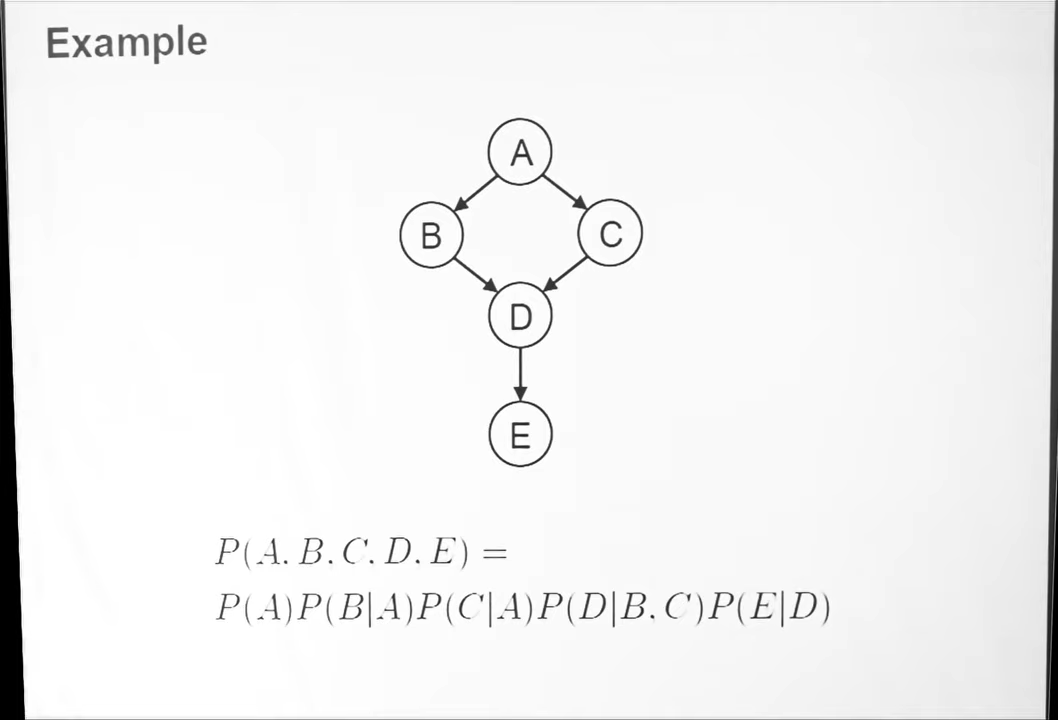 Example
A
B
C
D
E
P(A. B. C. D. E) =
P(A)P(B|A)P(C|A)P(D|B. C)P(E|D)